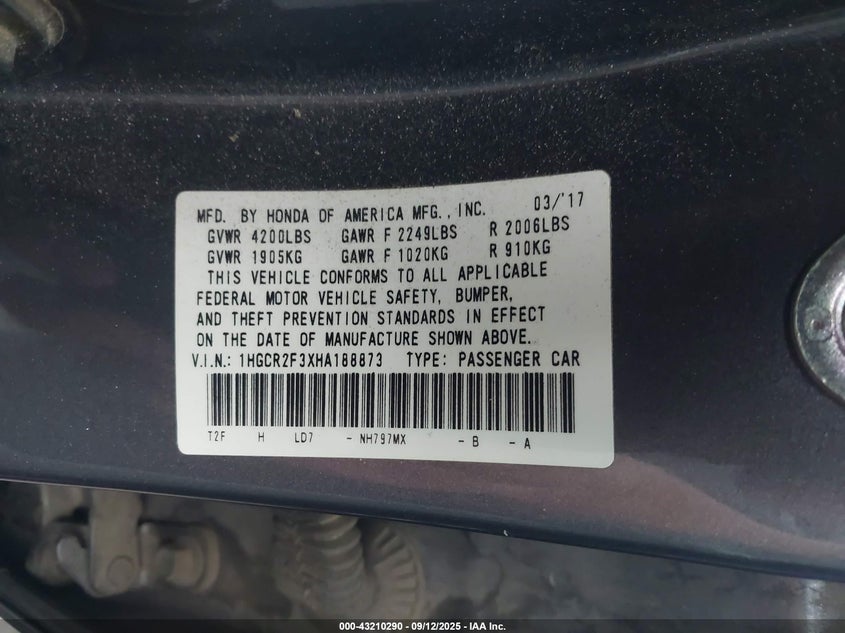 MFD. BY HONDA OF AMERICA MFG., INC. 03/'17
GVWR 4200LBS GAWR F 2249LBS R 2006LBS
GVWR 1905KG GAWR F 1020KG R 910KG
THIS VEHICLE CONFORMS TO ALL APPLICABLE
FEDERAL MOTOR VEHICLE SAFETY, BUMPER,
AND THEFT PREVENTION STANDARDS IN EFFECT
ON THE DATE OF MANUFACTURE SHOWN ABOVE.
V.I.N.: 1HGCR2F3XHA188873 TYPE: PASSENGER CAR
T2F H LD7 - NH797MX - B - A
000-43210290 - 09/12/2025 - IAA Inc.